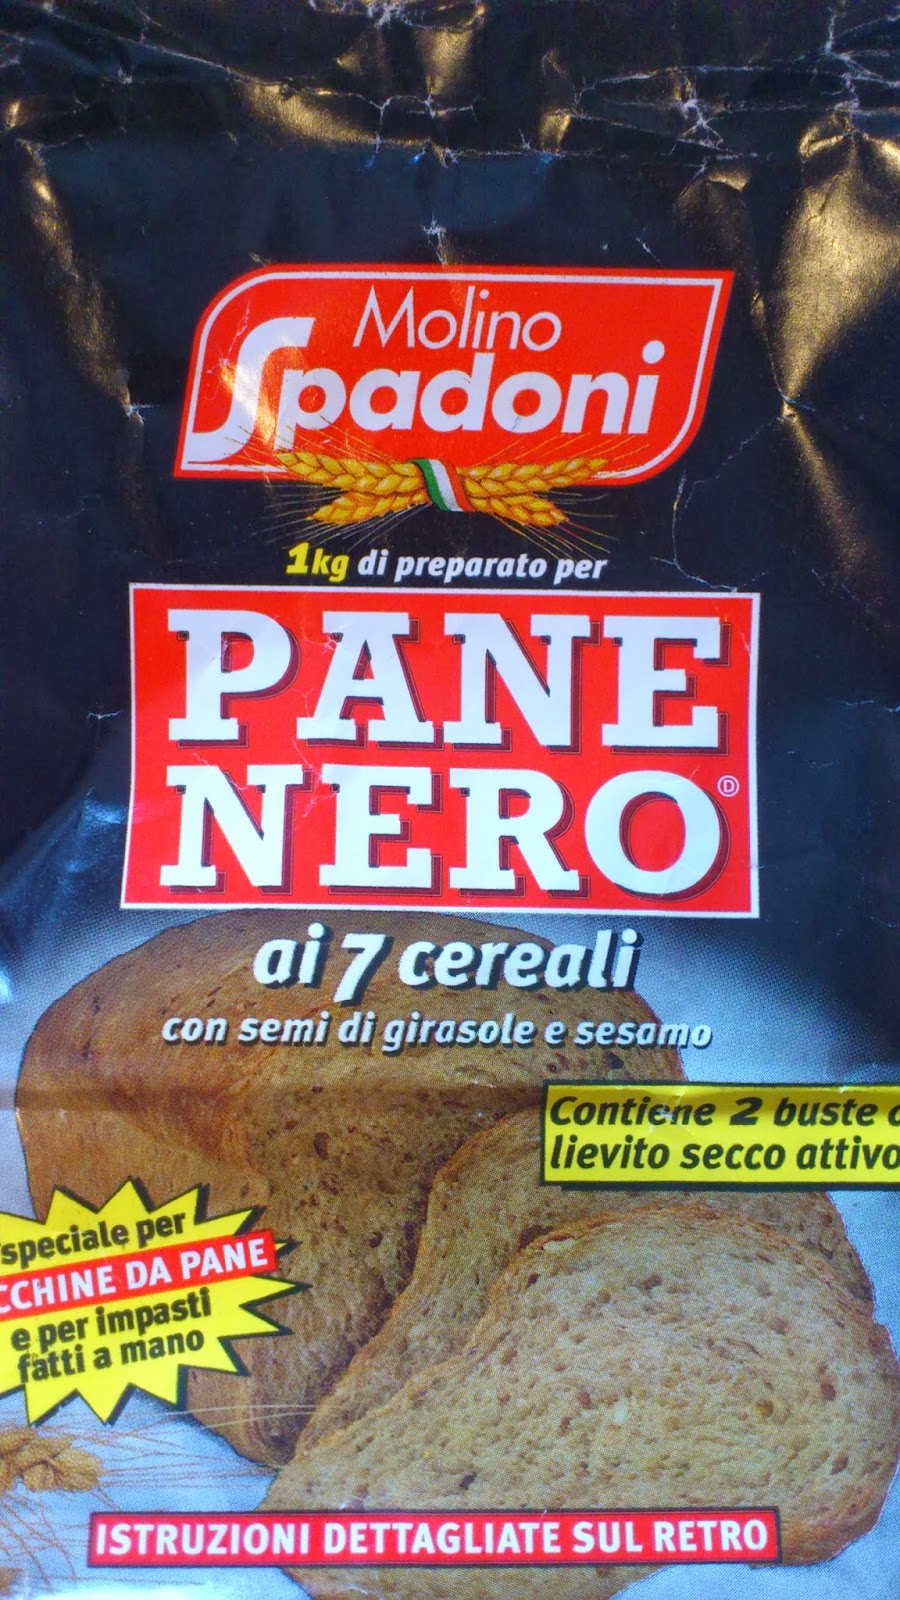 Molino
Spadoni
1kg di preparato per
PANE
NERO
ai 7 cereali
con semi di girasole e sesamo
Contiene 2 buste
lievito secco attivo
speciale per
CCHINE DA PANE
e per impasti
fatti a mano
ISTRUZIONI DETTAGLIATE SUL RETRO